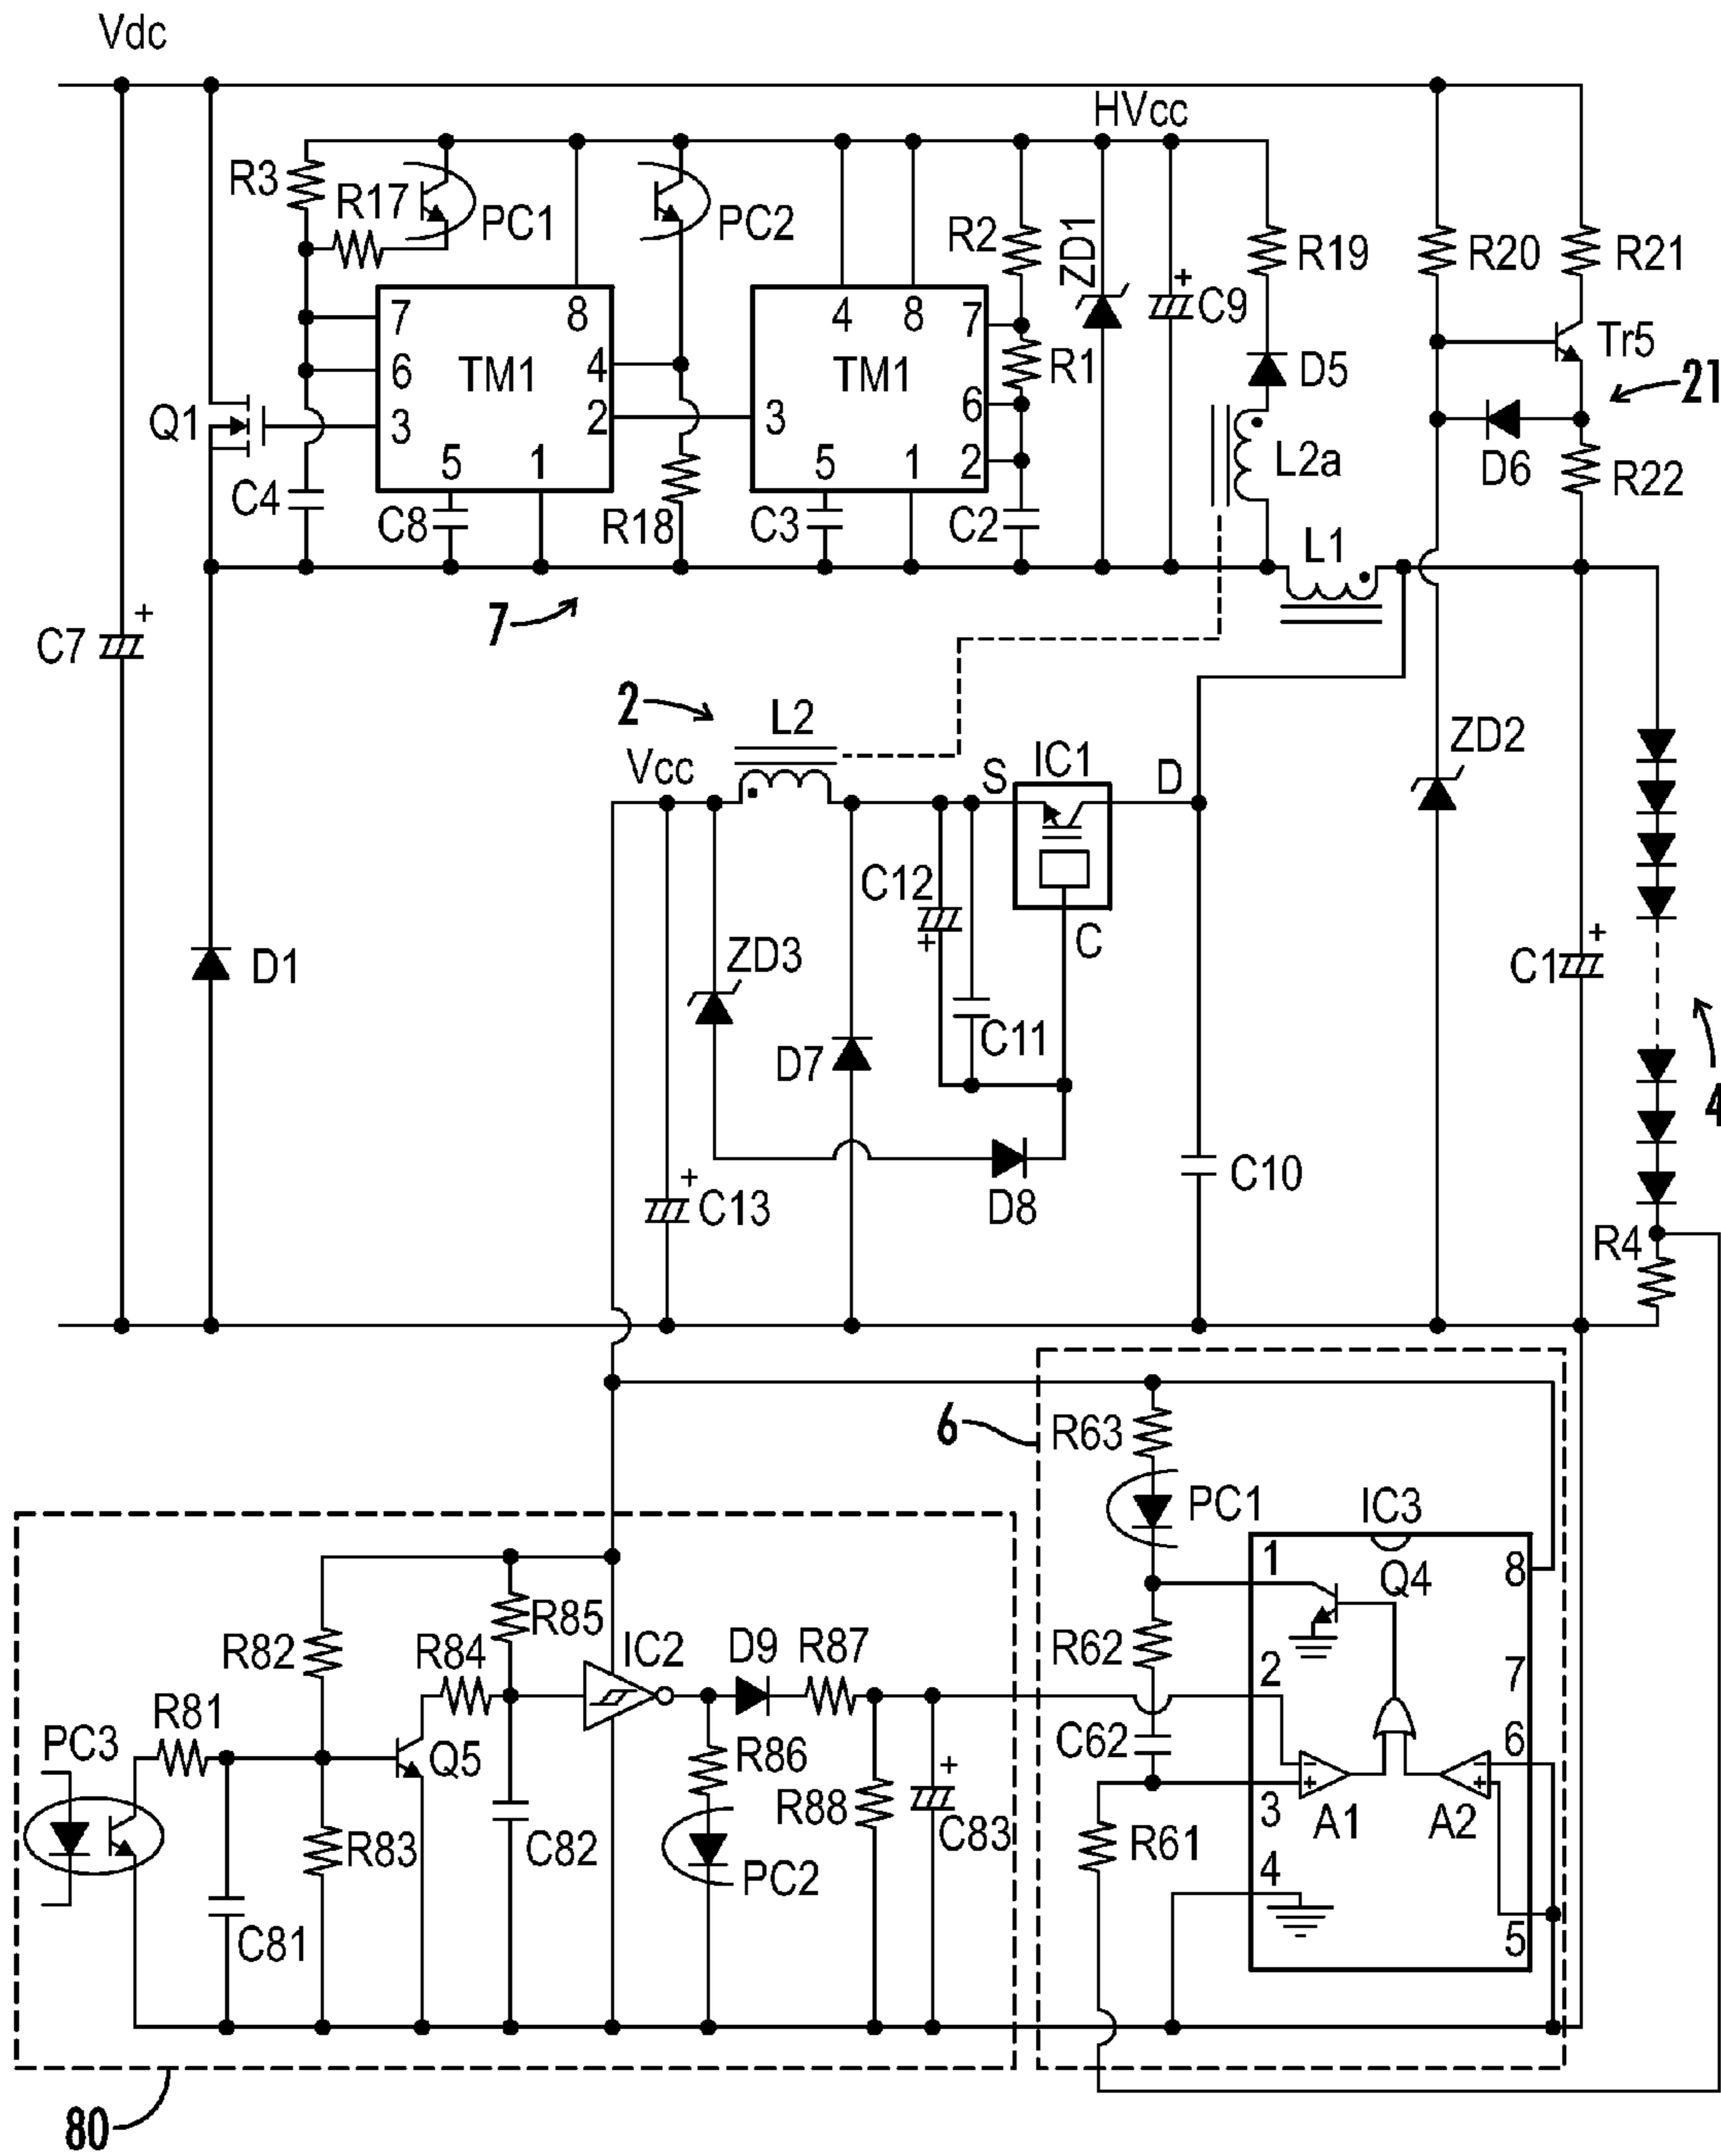 Vdc
HVcc
R3
R17
PC1
PC2
R2
ZD1
C9
R19
R20
R21
7
8
4
8
7
Tr5
6
TM1
4
TM1
R1
D5
21
Q1
3
2
3
6
L2a
D6
5
1
5
1
2
R22
C4
C8
R18
C3
C2
L1
7
+
C7
2
L2
Vcc
S
IC1
D
ZD2
C12
+
C
+
C1
D1
ZD3
C11
D7
4
+
C13
D8
C10
R4
6
R63
PC1
IC3
1
Q4
8
R85
R82
R84
IC2
D9
R87
R62
2
7
R81
PC3
Q5
R86
+
C62
6
R88
C83
3
A1
A2
R83
C82
PC2
R61
4
C81
5
80